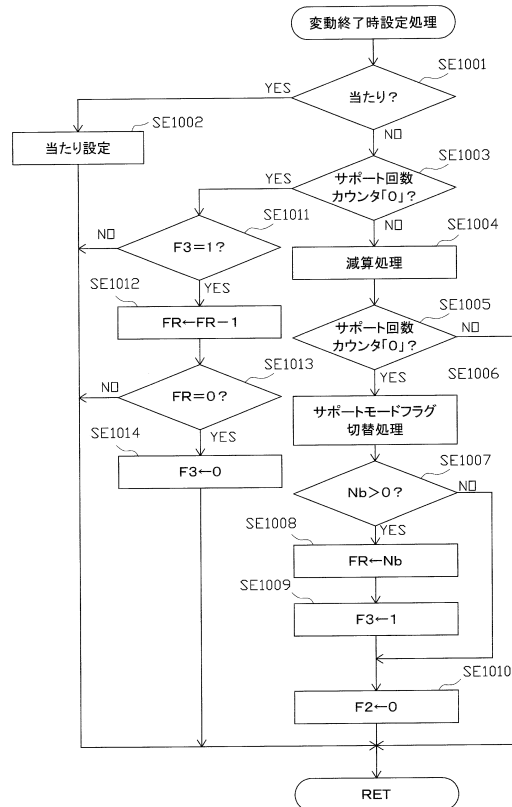 変動終了時設定処理
SE1001
当たり?
YES
NO
SE1002
当たり設定
SE1003
サポート回数
カウンタ「0」?
YES
NO
SE1011
F3=1?
NO
YES
SE1004
減算処理
SE1012
FR←FR-1
SE1005
サポート回数
カウンタ「0」?
NO
YES
SE1013
FR=0?
NO
YES
SE1006
サポートモードフラグ
切替処理
SE1014
F3←0
SE1007
Nb>0?
NO
YES
SE1008
FR←Nb
SE1009
F3←1
SE1010
F2←0
RET